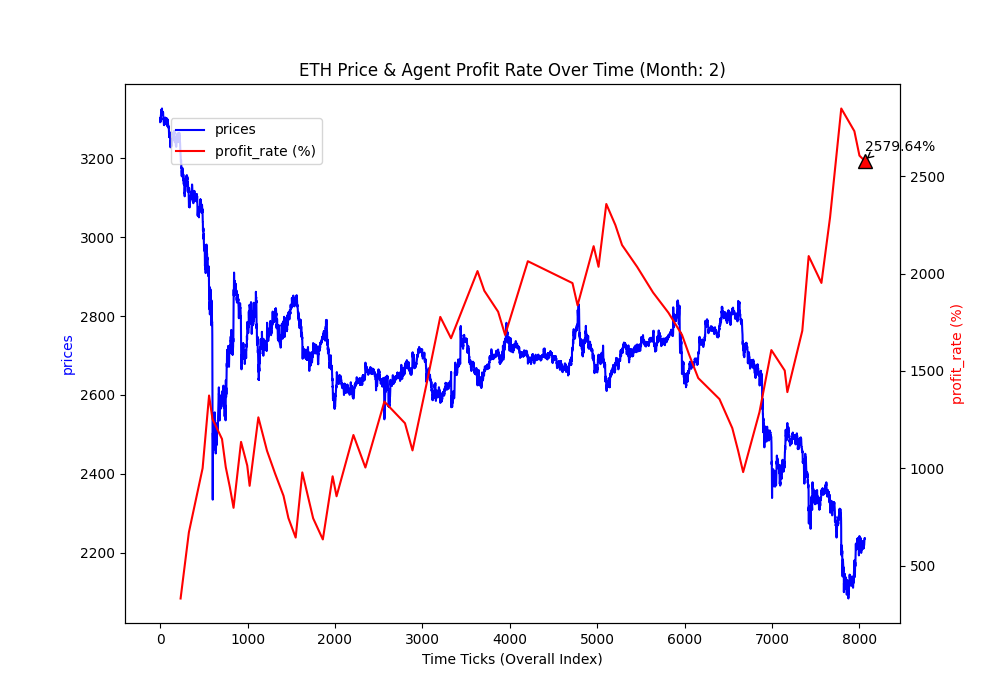 ETH Price & Agent Profit Rate Over Time (Month: 2)
prices
profit_rate (%)
2579.64%
3200
3000
2800
2600
2400
2200
prices
2500
2000
1500
1000
500
profit_rate (%)
0 1000 2000 3000 4000 5000 6000 7000 8000
Time Ticks (Overall Index)